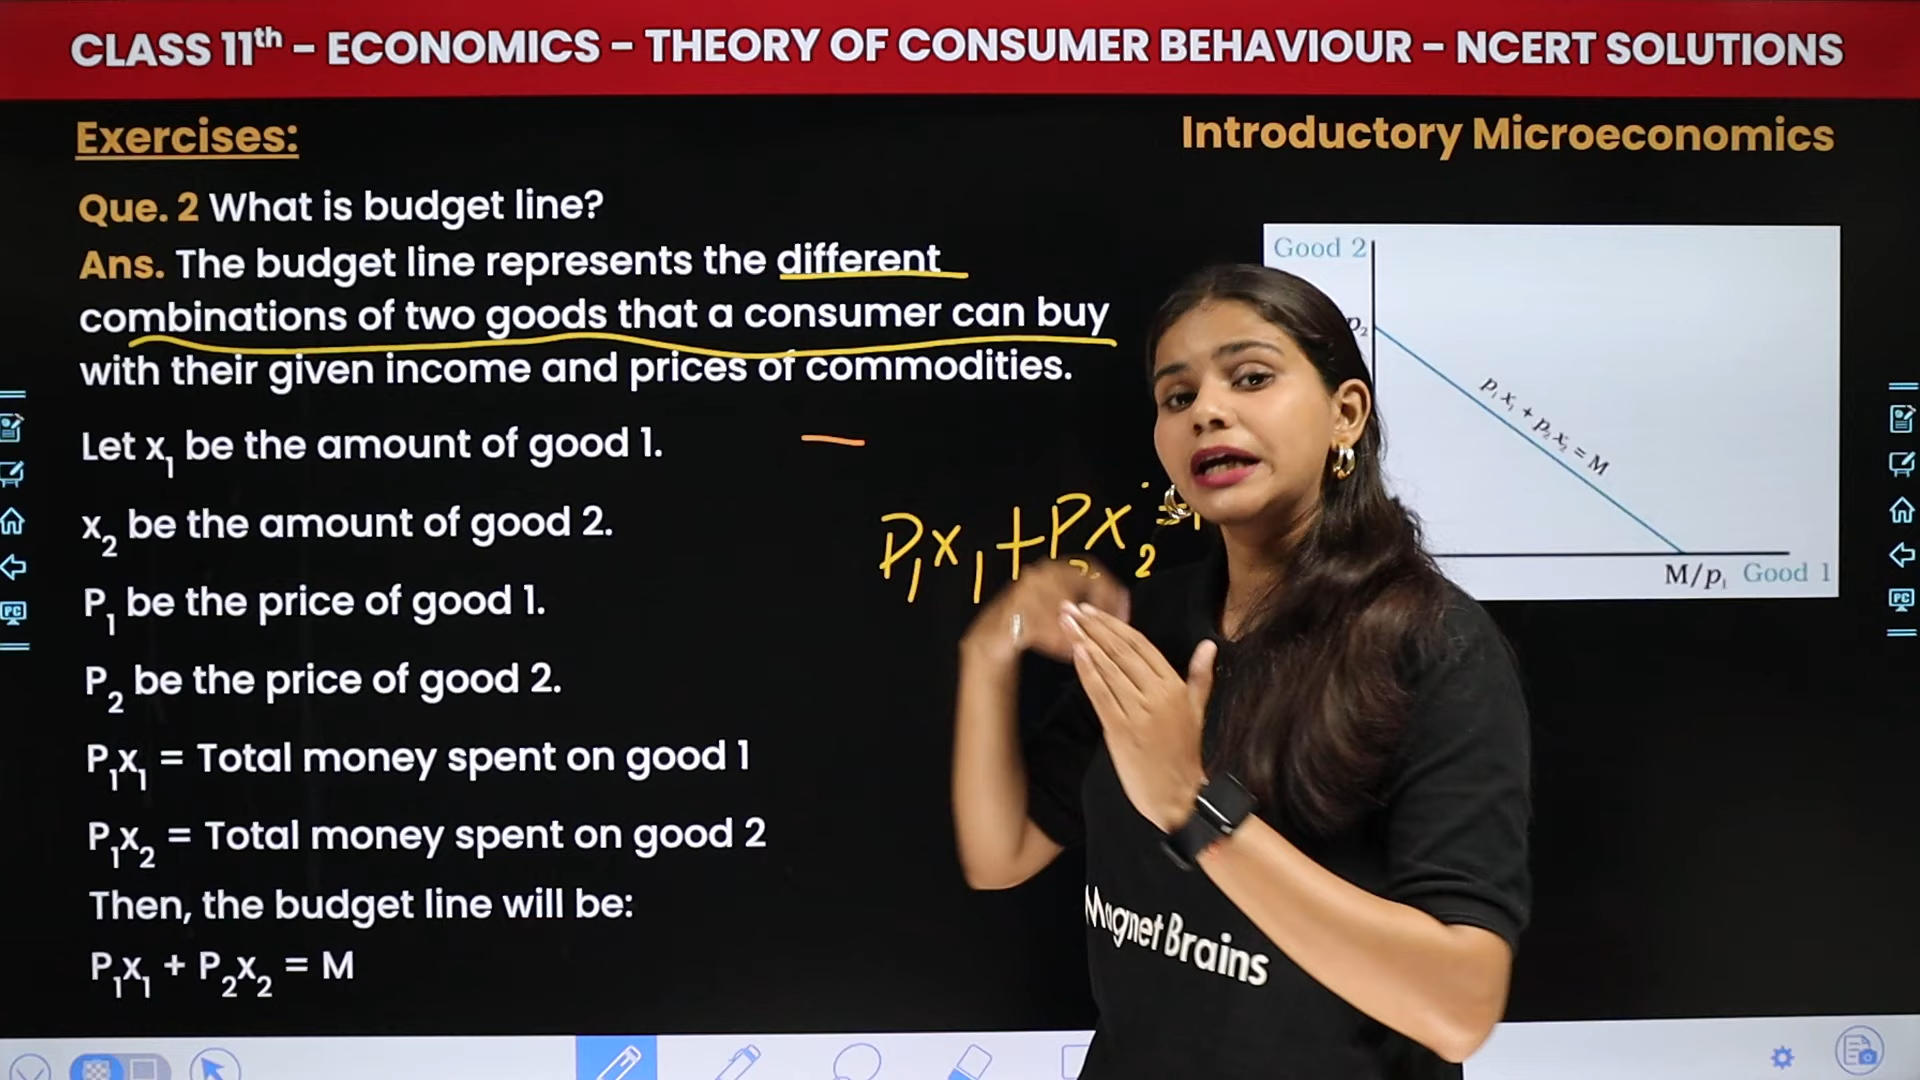 CLASS 11th – ECONOMICS – THEORY OF CONSUMER BEHAVIOUR – NCERT SOLUTIONS
Exercises:
Introductory Microeconomics
Que. 2 What is budget line?
Ans. The budget line represents the different
combinations of two goods that a consumer can buy
with their given income and prices of commodities.
Let x₁ be the amount of good 1.
x₂ be the amount of good 2.
P₁ be the price of good 1.
P₂ be the price of good 2.
P₁x₁ = Total money spent on good 1
P₁x₂ = Total money spent on good 2
Then, the budget line will be:
P₁x₁ + P₂x₂ = M
P₁x₁ + P₂x₂ =
Good 2
p₂
p₁x₁ + p₂x₂ = M
M/p₁ Good 1
Magnet Brains
PC
PC